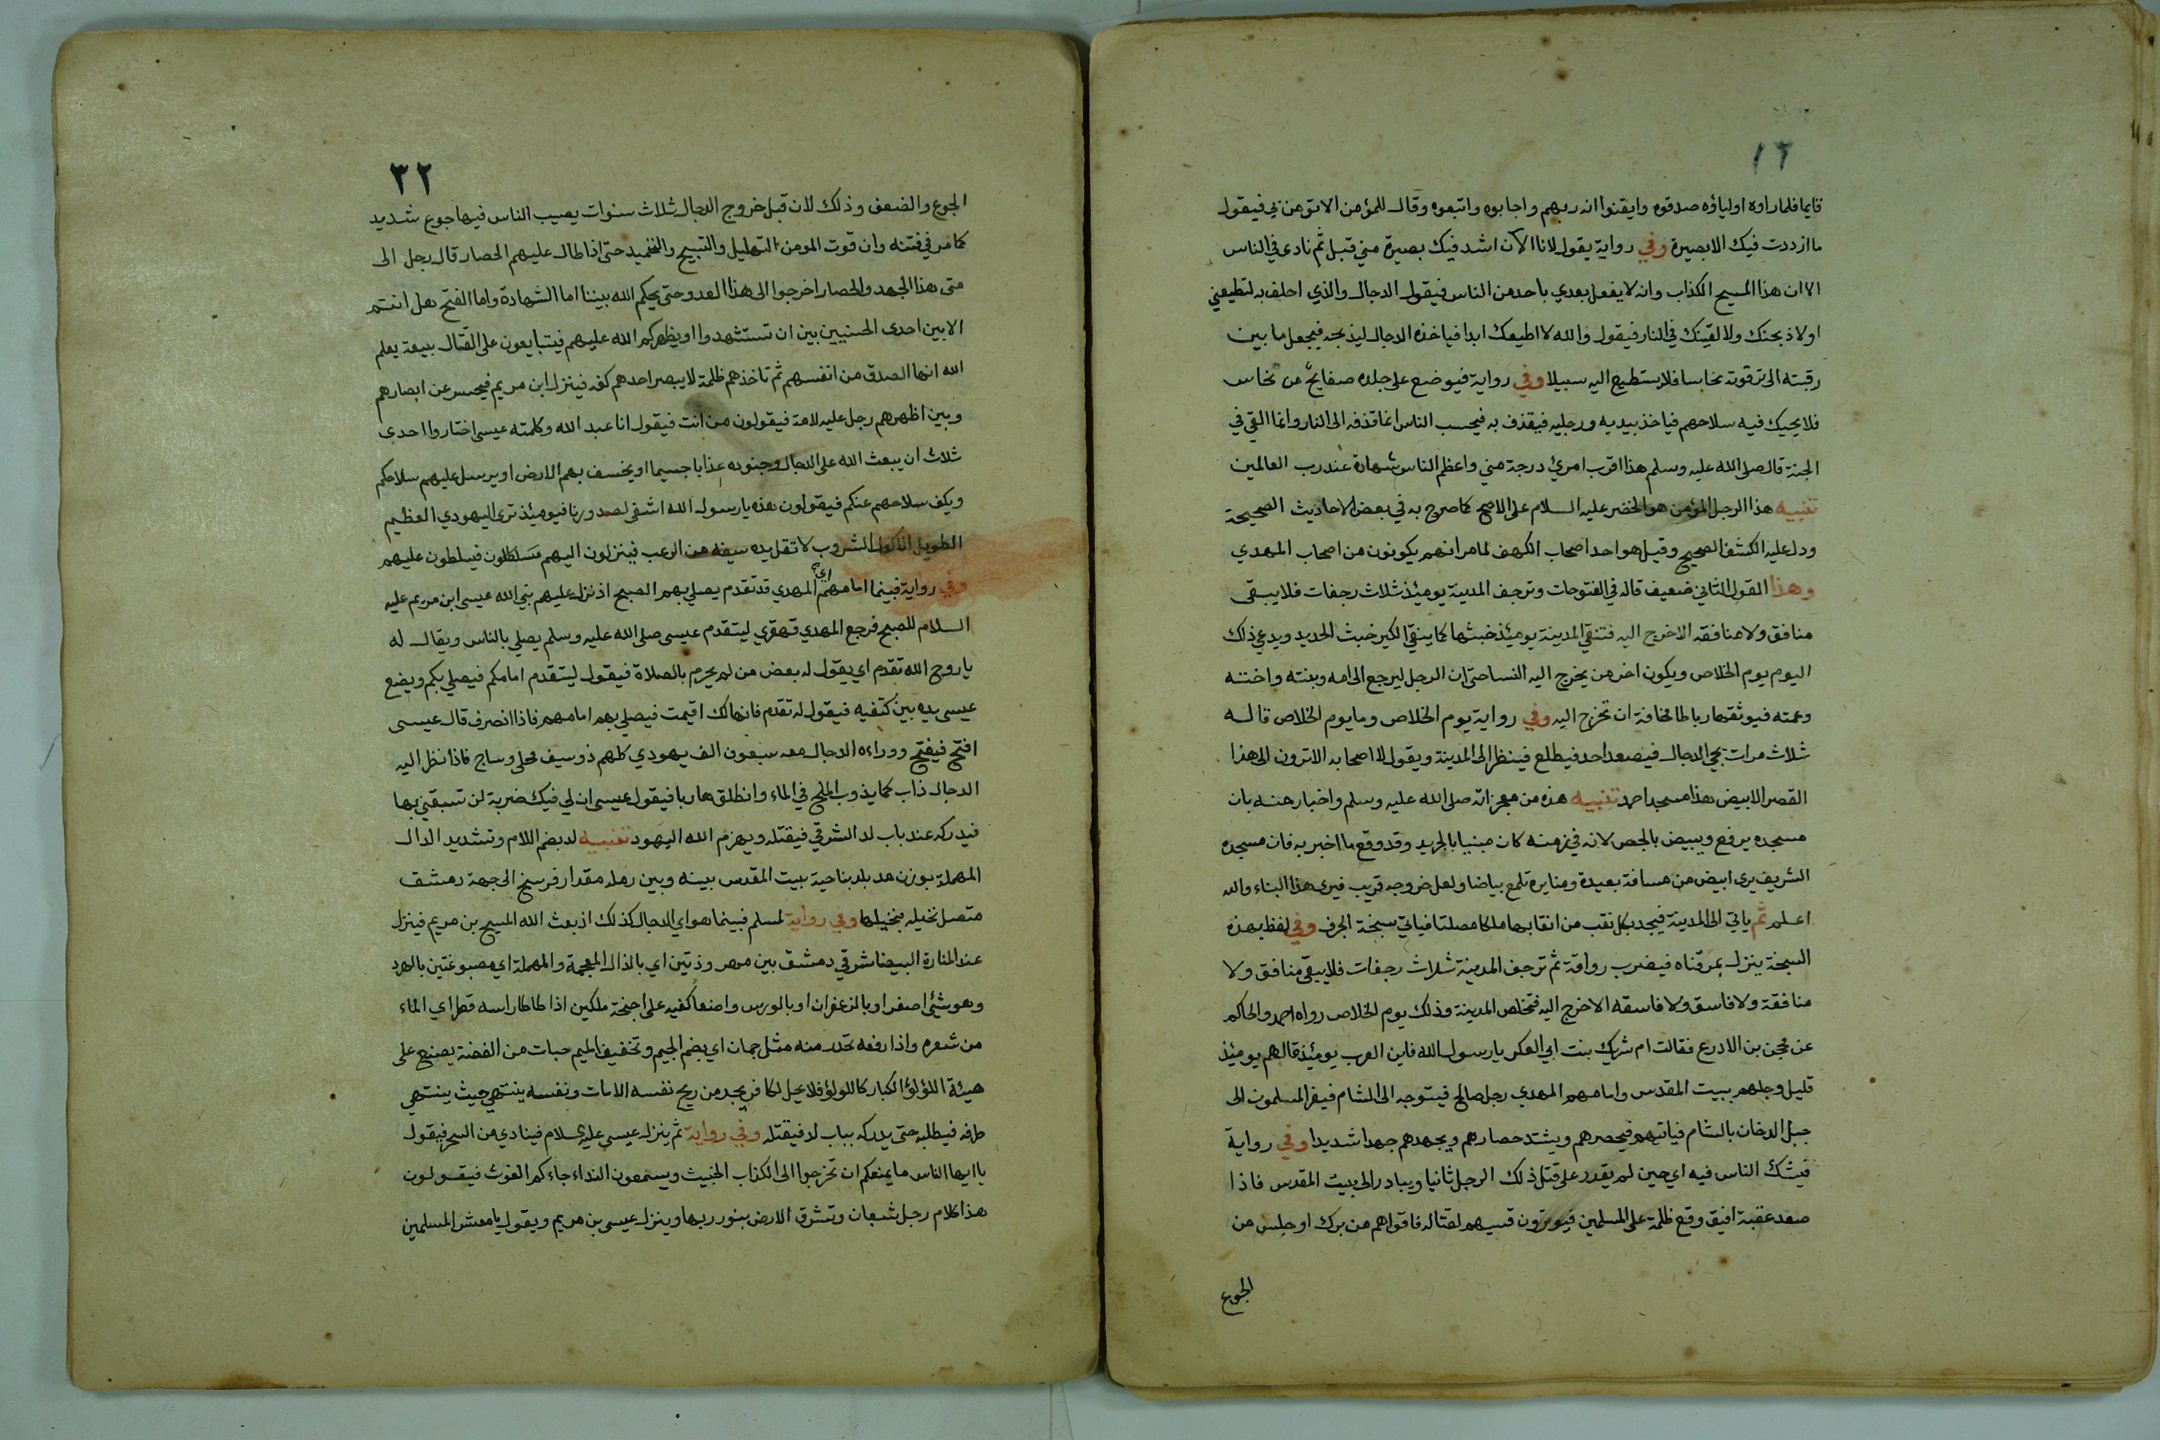 ١٦
قايما فلما راوه اولياؤه صدقوه وايقنوا انه ربهم واجابوه واتبعوه وقال للمؤمن الا تؤمن بي فيقول
ما ازددت فيك الا بصيرة وفي رواية يقول لانا الآن اشد فيك بصيرة مني قبل ثم نادى في الناس
الا ان هذا المسيح الكذاب وانه لا يفعل بعدي باحد من الناس فيقول الدجال والذي احلف به لتطيعني
او لاذبحنك ولالقينك في النار فيقول والله لا اطيعك ابدا فياخذه الدجال ليذبحه فيجعل ما بين
رقبته الى ترقوته نحاسا فلا يستطيع اليه سبيلا وفي رواية فيوضع على جلده صفايح من نحاس
فلا يحيك فيه سلاحهم فياخذ بيديه ورجليه فيقذف به فيحسب الناس انما قذفه الى النار وانما القي في
الجنة قال صلى الله عليه وسلم هذا اقرب امرئ درجة مني واعظم الناس شهادة عند رب العالمين
تنبيه هذا الرجل المؤمن هو الخضر عليه السلام على الاصح كما صرح به في بعض الاحاديث الصحيحة
ودل عليه الكشف الصحيح وقيل هو احد اصحاب الكهف لما مر انهم يكونون من اصحاب المهدي
وهذا القول الثاني ضعيف قاله في الفتوحات وترجف المدينة يومئذ ثلاث رجفات فلا يبقى
منافق ولا منافقه الا خرج اليه فتنقي المدينة يومئذ خبثها كما ينقي الكير خبث الحديد ويدعى ذلك
اليوم يوم الخلاص ويكون اخر من يخرج اليه النسا حتى ان الرجل ليرجع الى امه وبنته واخته
وعمته فيوثقها رباطا مخافة ان تخرج اليه وفي رواية يوم الخلاص وما يوم الخلاص قاله
ثلاث مرات يجي الدجال فيصعد احد فيطلع فينظر الى المدينة ويقول لاصحابه الا ترون الى هذا
القصر الابيض هذا مسجد احمد تنبيه هذه من معجزاته صلى الله عليه وسلم واخبار منه بان
مسجده يرفع ويبيض بالجص لانه في زمنه كان مبنيا بالجريد وقد وقع ما اخبر به فان مسجده
الشريف يرى ابيض من مسافة بعيدة ومنايره تلمع بياضا ولعل خروجه قريب فيرى هذا البناء والله
اعلم ثم ياتي الى المدينة فيجد بكل نقب من انقابها ملكا مصلتا فياتي سبخة الجرف وفي لفظ بهذه
السبخة ينزل بمرقناه فيضرب رواقة ثم ترجف المدينة ثلاث رجفات فلا يبقى منافق ولا
منافقة ولا فاسق ولا فاسقه الا خرج اليه فتخلص المدينة وذلك يوم الخلاص رواه احمد والحاكم
عن محجن بن الادرع فقالت ام شريك بنت ابي العكر يا رسول الله فاين العرب يومئذ قال هم يومئذ
قليل وجلهم ببيت المقدس وامامهم المهدي رجل صالح فيتوجه الى الشام فيفر المسلمون الى
جبل الدخان بالشام فياتيهم فيحصرهم ويشتد حصارهم ويجهدهم جهدا شديدا وفي رواية
فيشك الناس فيه اي حين لم يقدر على قتل ذلك الرجل ثانيا ويبادر الى بيت المقدس فاذا
صعد عقبة افيق وقع ظلمة على المسلمين فيوترون قسيهم لقتاله فاقواهم من برك او جلس من
الجوع
٣٢
الجوع والضعف وذلك لان قبل خروج الدجال ثلاث سنوات يصيب الناس فيها جوع شديد
كما مر في فتنه وان قوت المومن التهليل والتسبيح والتحميد حتى اذا طال عليهم الحصار قال رجل الى
متى هذا الجهد والحصار اخرجوا الى هذا العدو حتى يحكم الله بيننا اما الشهادة واما الفتح هل انتم
الا بين احدى الحسنيين بين ان تستشهدوا او يظهركم الله عليهم فيتبايعون على القتال بيعة يعلم
الله انها الصدق من انفسهم ثم تاخذهم ظلمة لا يبصر احدهم كفه فينزل ابن مريم فيحسر عن ابصارهم
وبين اظهرهم رجل عليه لامة فيقولون من انت فيقول انا عبد الله وكلمته عيسى اختاروا احدى
ثلاث ان يبعث الله على الدجال وجنوده عذابا جسيما او يخسف بهم الارض او يرسل عليهم سلاحكم
ويكف سلاحهم عنكم فيقولون هذه يا رسول الله اشفى لصدورنا فيومئذ ترى اليهودي العظيم
الطويل الاكول الشروب لا تقل يده سيفه من الرعب فينزلون اليهم فيسلطون عليهم
وفي رواية فبينما امامهم اي المهدي قد تقدم يصلي بهم الصبح اذ نزل عليهم نبي الله عيسى ابن مريم عليه
السلام للصبح فرجع المهدي قهقري ليتقدم عيسى صلى الله عليه وسلم يصلي بالناس ويقال له
يا روح الله تقدم اي يقول له بعض من لم يحرم بالصلاة فيقول ليتقدم امامكم فيصلي بكم ويضع
عيسى يده بين كتفيه فيقول له تقدم فانها لك اقيمت فيصلي بهم امامهم فاذا انصرف قال عيسى
افتح فيفتح ووراءه الدجال معه سبعون الف يهودي كلهم ذو سيف محلى وساج فاذا نظر اليه
الدجال ذاب كما يذوب الملح في الماء وانطلق هاربا فيقول عيسى ان لي فيك ضربة لن تسبقني بها
فيدركه عند باب لد الشرقي فيقتله ويهزم الله اليهود تنبيه لد بضم اللام وتشديد الدال
المهملة بوزن مد بلد بناحية بيت المقدس بينه وبين رمله مقدار فرسخ الى جهة دمشق
متصل نخيله بنخيلها وفي رواية لمسلم فبينما هو اي الدجال كذلك اذ بعث الله المسيح بن مريم فينزل
عند المنارة البيضا شرقي دمشق بين مهروذتين اي بالذال المعجمة والمهملة اي مصبوغتين بالهرد
وهو شيئ اصفر او بالزعفران او بالورس واضعا كفيه على اجنحة ملكين اذا طاطا راسه قطر اي الماء
من شعره واذا رفعه تحدر منه مثل جمان اي بضم الجيم وتخفيف الميم حبات من الفضة يصنع على
هيئة اللؤلؤ الكبار كاللولؤ فلا يحل لكافر يجد من ريح نفسه الا مات ونفسه ينتهي حيث ينتهي
طرفه فيطلبه حتى يدركه بباب لد فيقتله وفي رواية ثم ينزل عيسى عليه السلام فينادي من السحر فيقول
يا ايها الناس ما يمنعكم ان تخرجوا الى الكذاب الخبيث ويسمعون النداء جاءكم الغوث فيقولون
هذا كلام رجل شبعان وتشرق الارض بنور ربها وينزل عيسى بن مريم ويقول يا معشر المسلمين